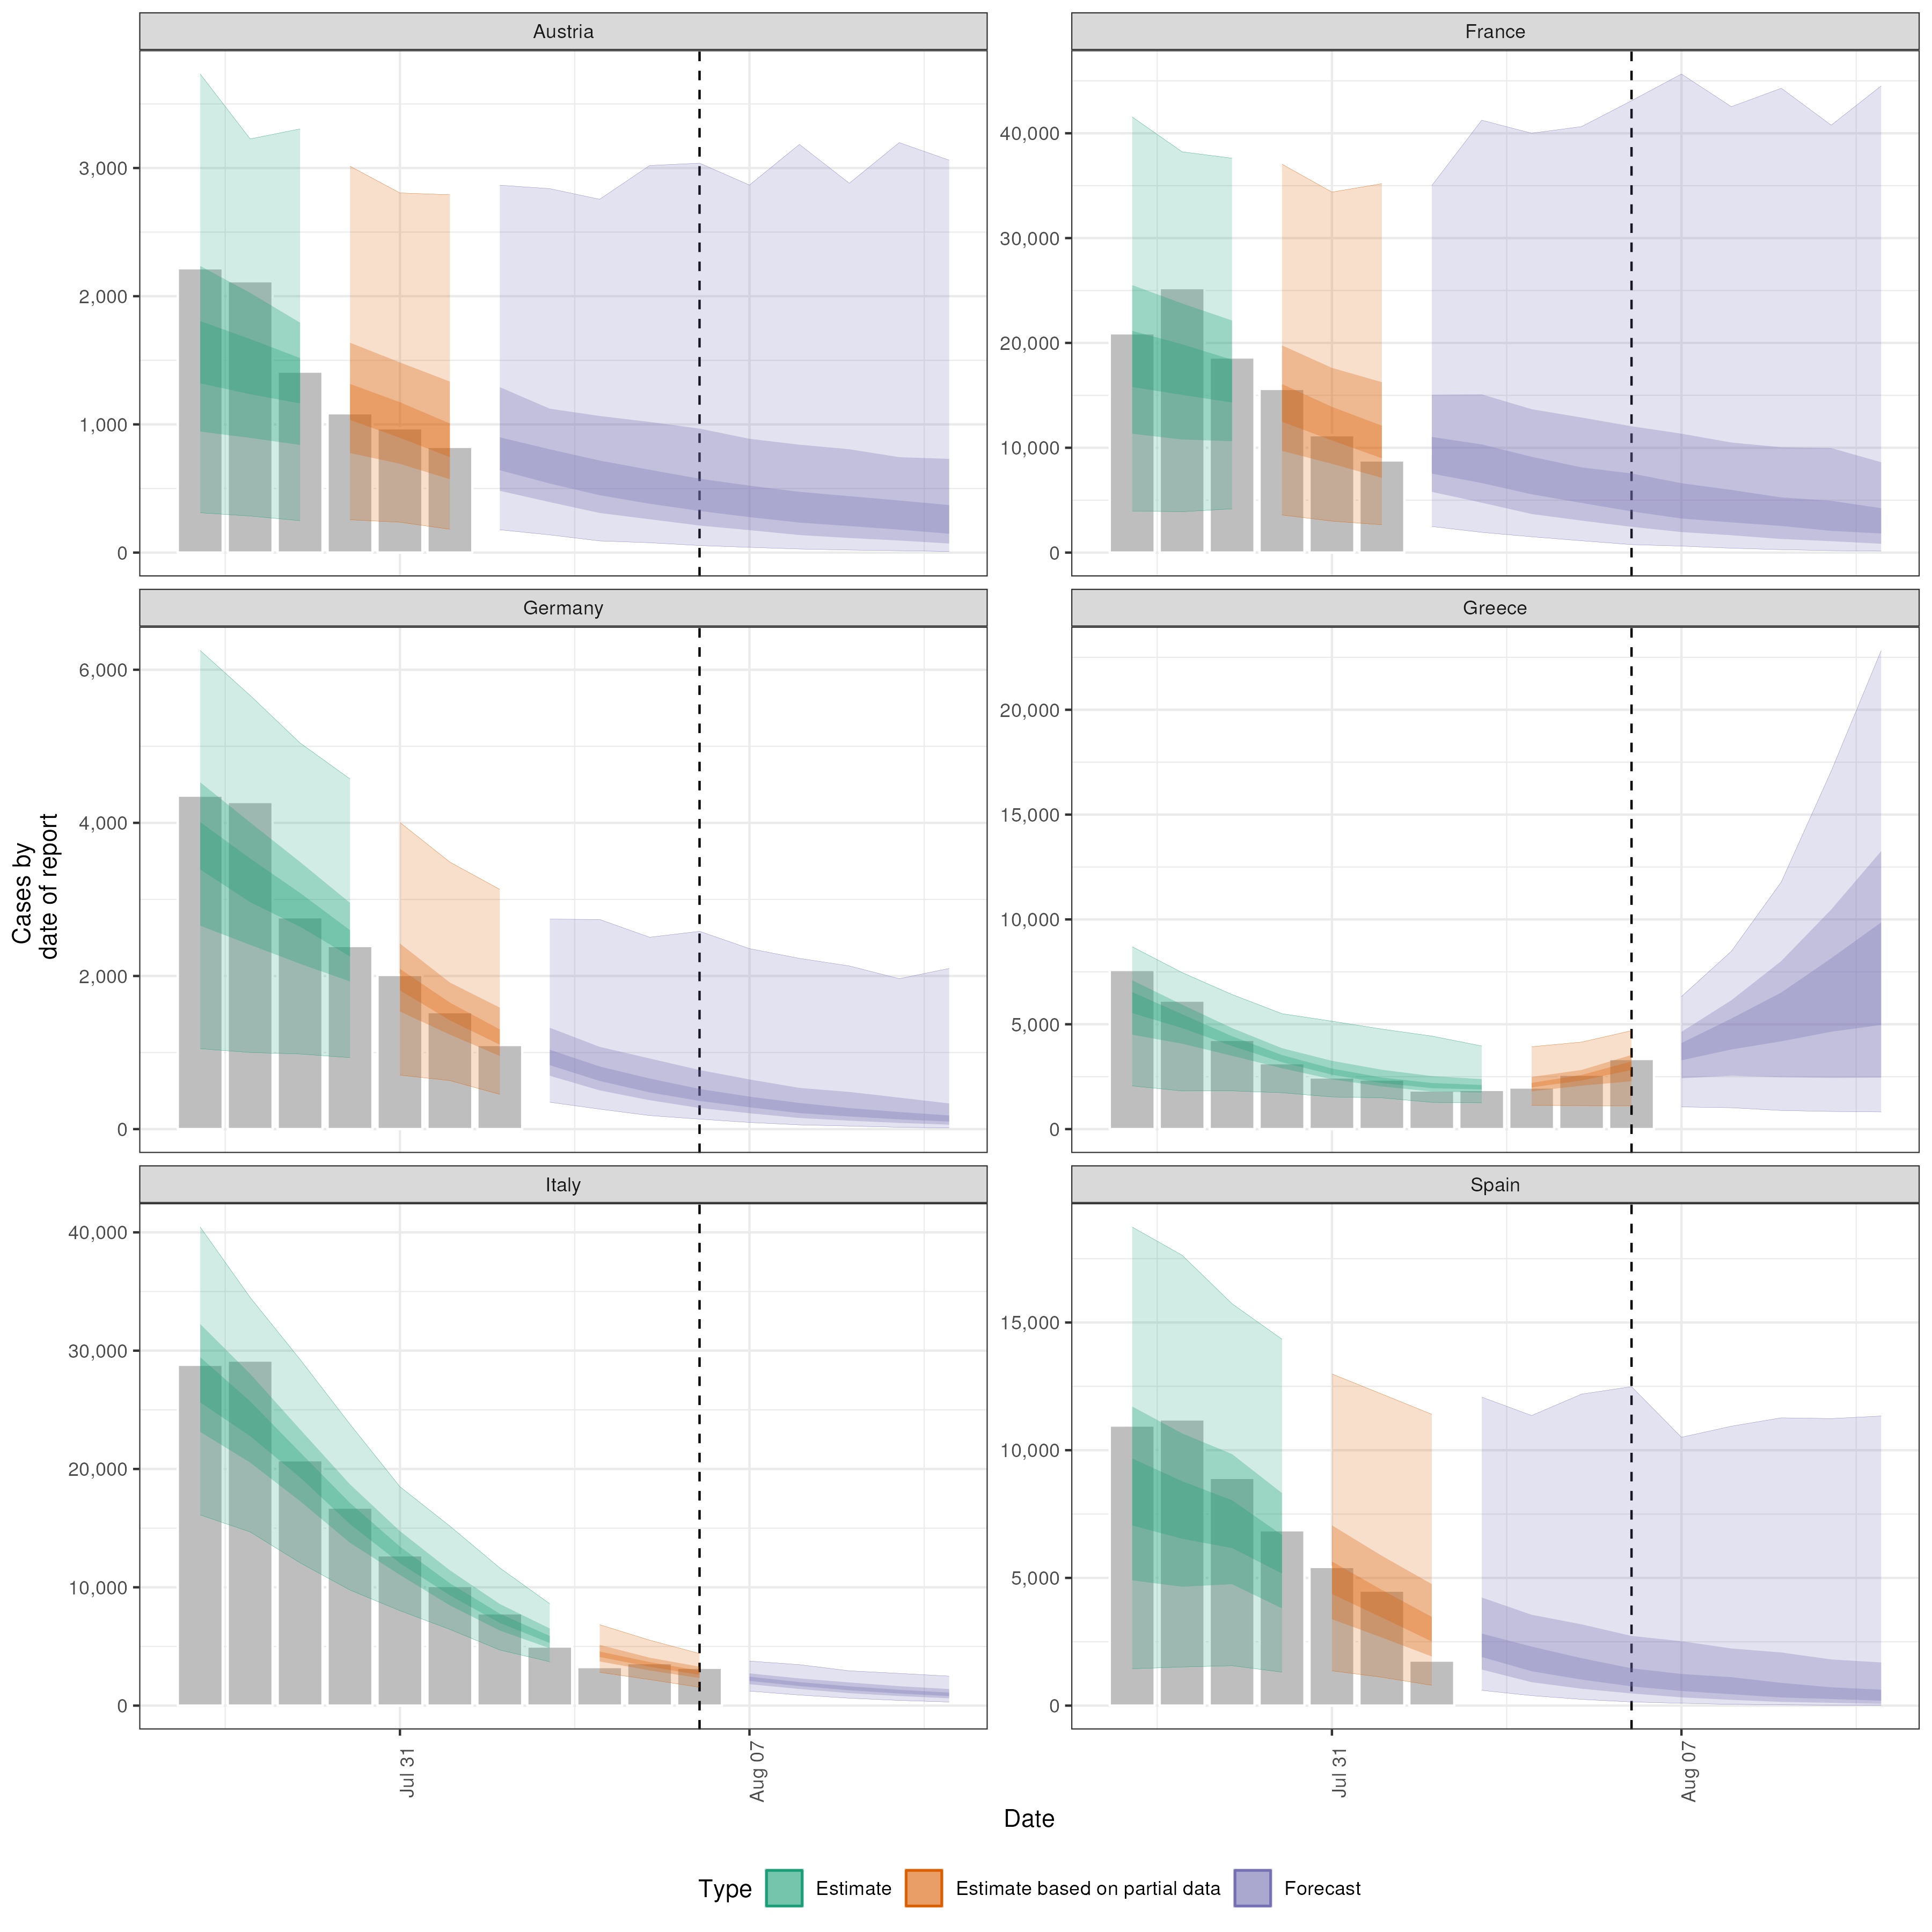 Austria
France
3,000
2,000
1,000
0
40,000
30,000
20,000
10,000
0
Germany
Greece
6,000
4,000
2,000
0
20,000
15,000
10,000
5,000
0
Italy
Spain
40,000
30,000
20,000
10,000
0
15,000
10,000
5,000
0
Cases by
date of report
Jul 31
Aug 07
Jul 31
Aug 07
Date
Type
Estimate
Estimate based on partial data
Forecast